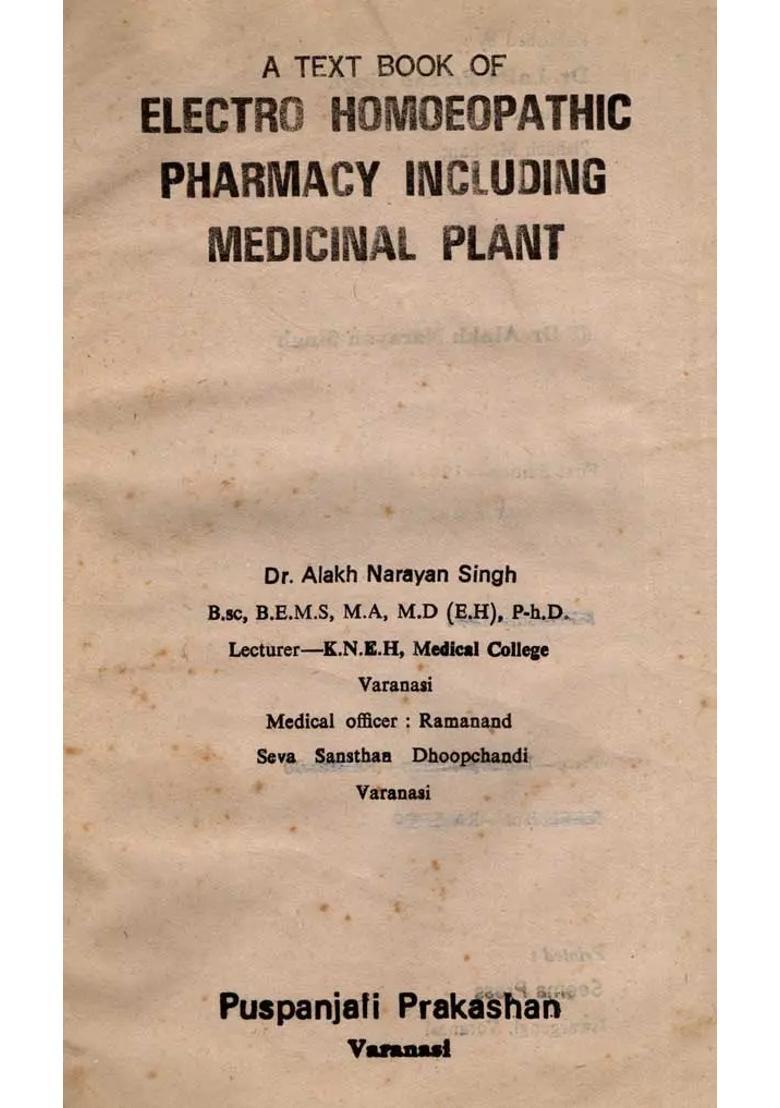 A TEXT BOOK OF
ELECTRO HOMOEOPATHIC
PHARMACY INCLUDING
MEDICINAL PLANT
Dr. Alakh Narayan Singh
B.sc, B.E.M.S, M.A, M.D (E.H), P-h.D.
Lecturer—K.N.E.H, Medical College
Varanasi
Medical officer : Ramanand
Seva Sansthan Dhoopchandi
Varanasi
Puspanjali Prakashan
Varanasi